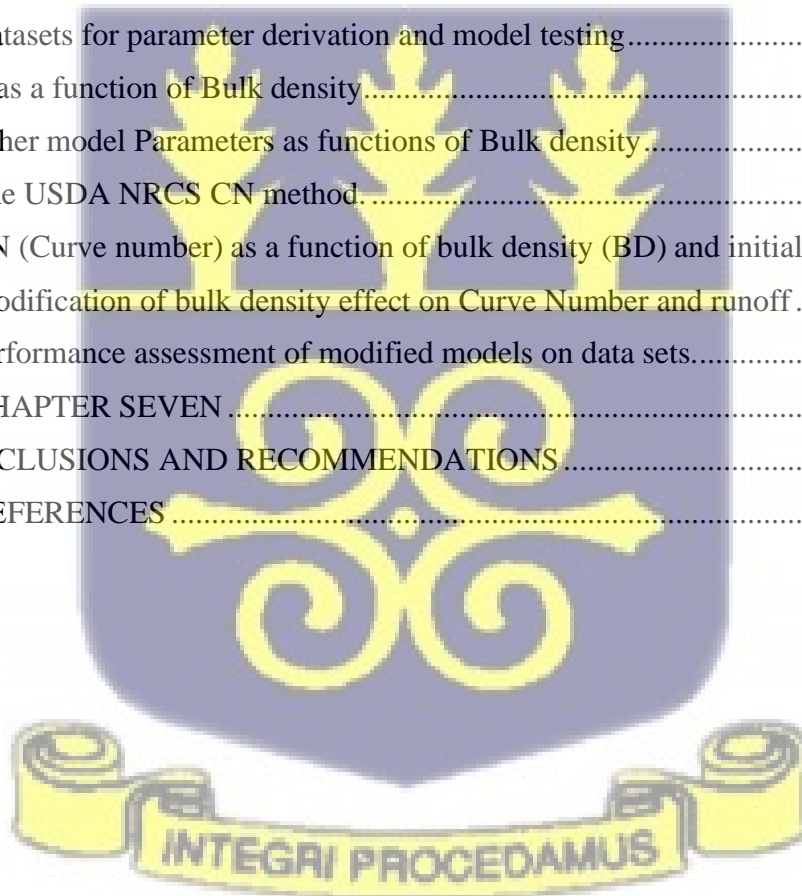 atasets for parameter derivation and model testing.......................
as a function of Bulk density.......................................................
her model Parameters as functions of Bulk density.....................
e USDA NRCS CN method. .......................................................
N (Curve number) as a function of bulk density (BD) and initial
odification of bulk density effect on Curve Number and runoff .
erformance assessment of modified models on data sets...............
HAPTER SEVEN .......................................................................
CLUSIONS AND RECOMMENDATIONS .............................
EFERENCES ..............................................................................
INTEGRI PROCEDAMUS